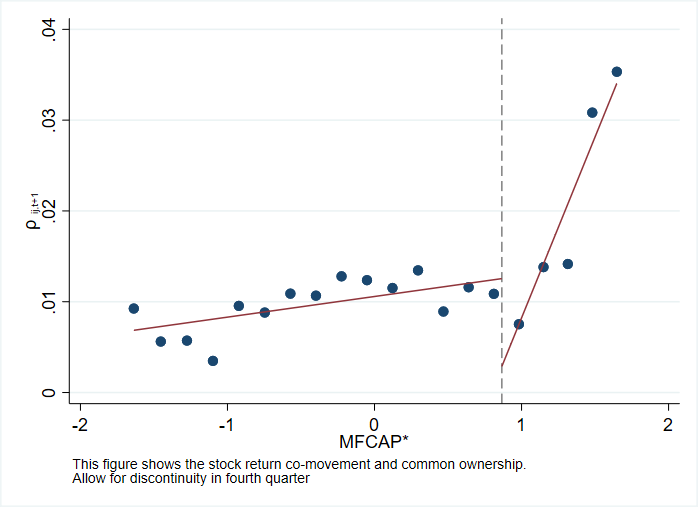 .04
.03
.02
.01
0
ρ ij,t+1
-2 -1 0 1 2
MFCAP*
This figure shows the stock return co-movement and common ownership.
Allow for discontinuity in fourth quarter